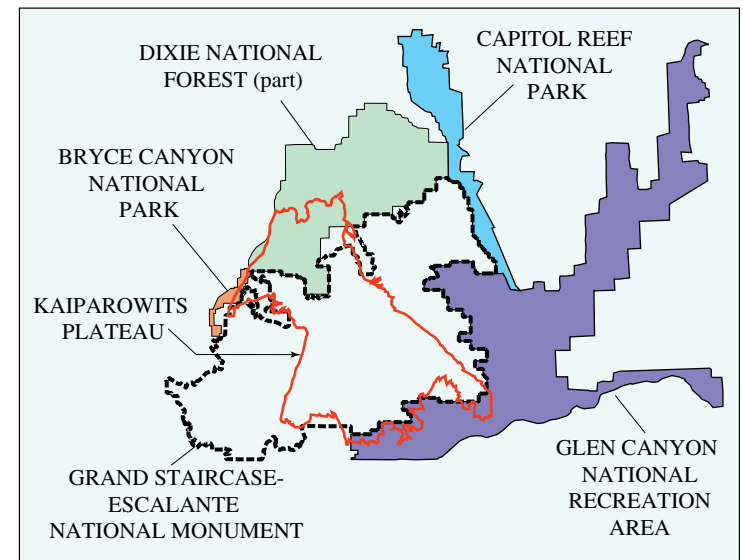 DIXIE NATIONAL
FOREST (part)
CAPITOL REEF
NATIONAL
PARK
BRYCE CANYON
NATIONAL
PARK
KAIPAROWITS
PLATEAU
GRAND STAIRCASE-
ESCALANTE
NATIONAL MONUMENT
GLEN CANYON
NATIONAL
RECREATION
AREA